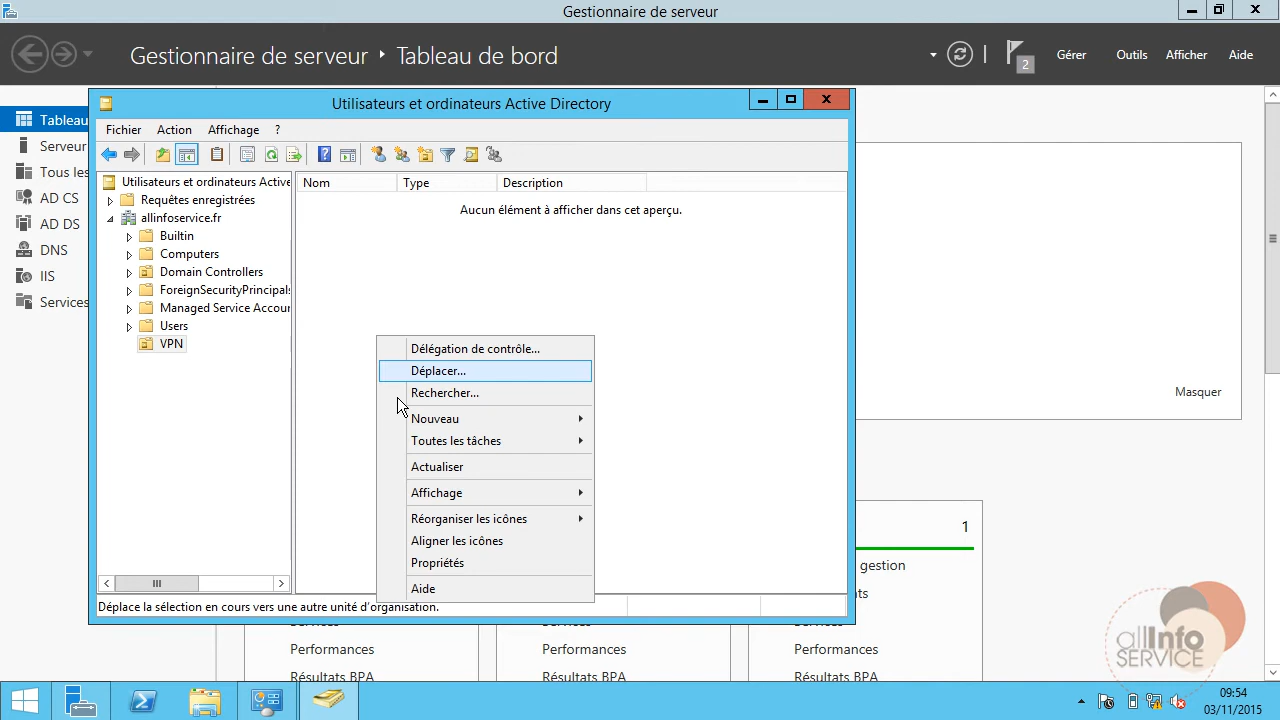 Gestionnaire de serveur
Gestionnaire de serveur ‣ Tableau de bord
2
Gérer
Outils
Afficher
Aide
Utilisateurs et ordinateurs Active Directory
Fichier
Action
Affichage
?
Tableau
Serveur
Tous les
AD CS
AD DS
DNS
IIS
Services
Utilisateurs et ordinateurs Active
Requêtes enregistrées
allinfoservice.fr
Builtin
Computers
Domain Controllers
ForeignSecurityPrincipals
Managed Service Accoun
Users
VPN
Nom
Type
Description
Aucun élément à afficher dans cet aperçu.
Délégation de contrôle...
Déplacer...
Rechercher...
Nouveau
Toutes les tâches
Actualiser
Affichage
Réorganiser les icônes
Aligner les icônes
Propriétés
Aide
Déplace la sélection en cours vers une autre unité d'organisation.
Masquer
1
gestion
Performances
Performances
Performances
Résultats BPA
Résultats BPA
Résultats BPA
allInfo
SERVICE
09:54
03/11/2015